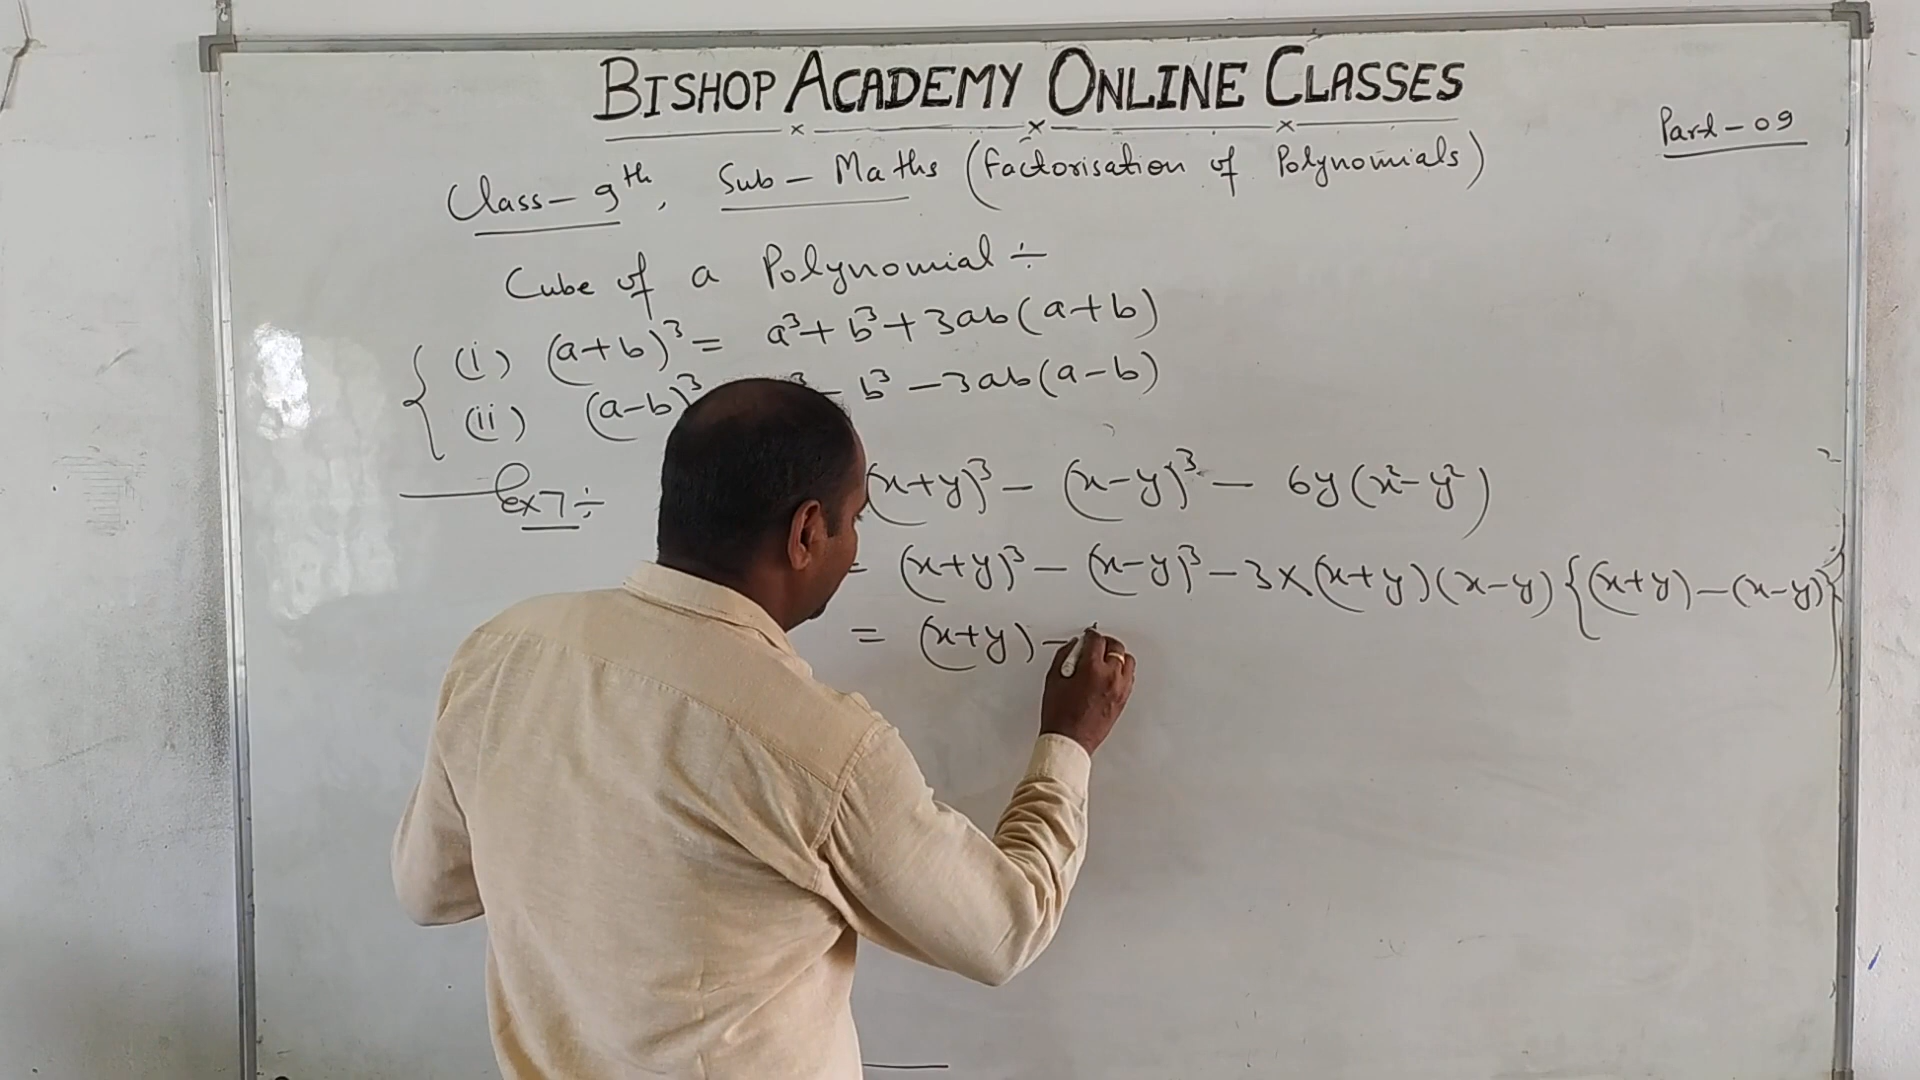 BISHOP ACADEMY ONLINE CLASSES
Part-09
Class-9th, Sub-Maths (Factorisation of Polynomials)
Cube of a Polynomial ÷
(i) (a+b)³ = a³+b³+3ab(a+b)
(ii) (a-b)³ - b³ -3ab(a-b)
Ex7÷ (x+y)³ - (x-y)³ - 6y(x²-y²)
= (x+y)³ - (x-y)³ -3×(x+y)(x-y){(x+y)-(x-y)}
= (x+y) -